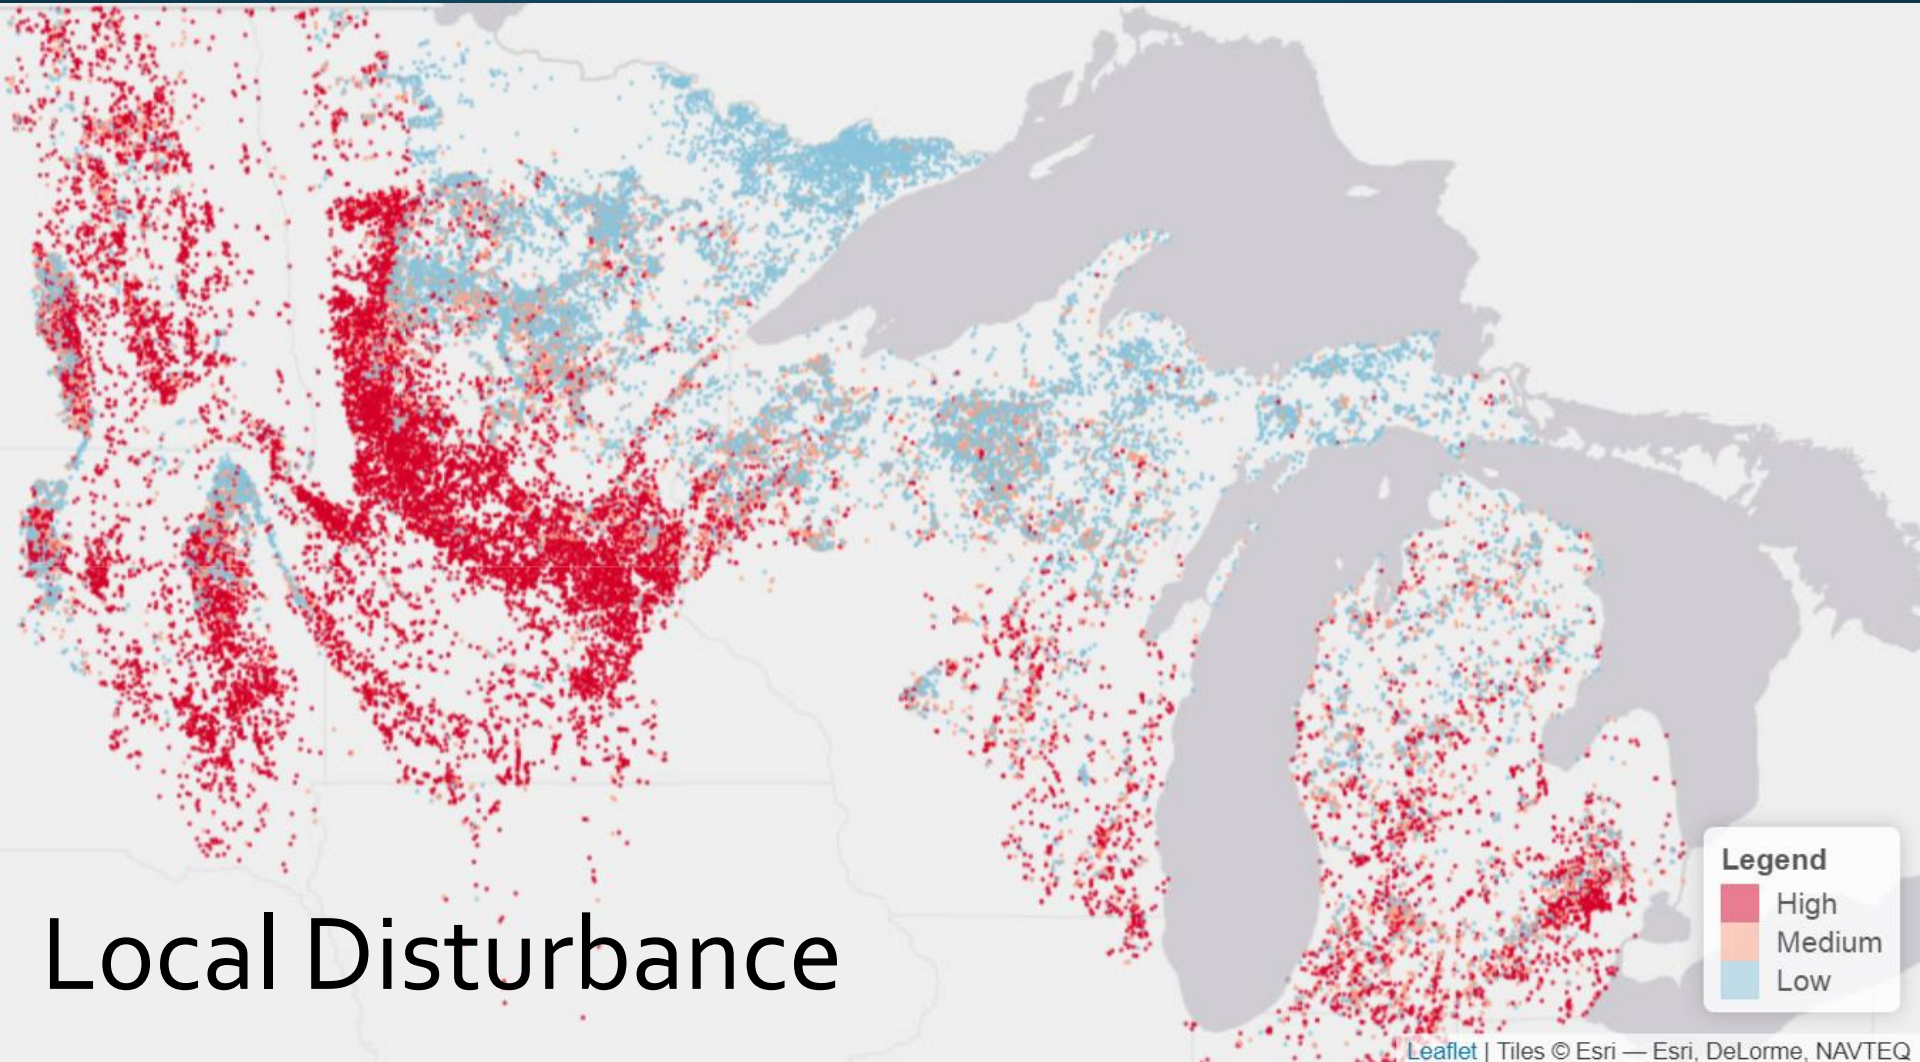 Local Disturbance
Legend
High
Medium
Low
Leaflet | Tiles © Esri — Esri, DeLorme, NAVTEQ